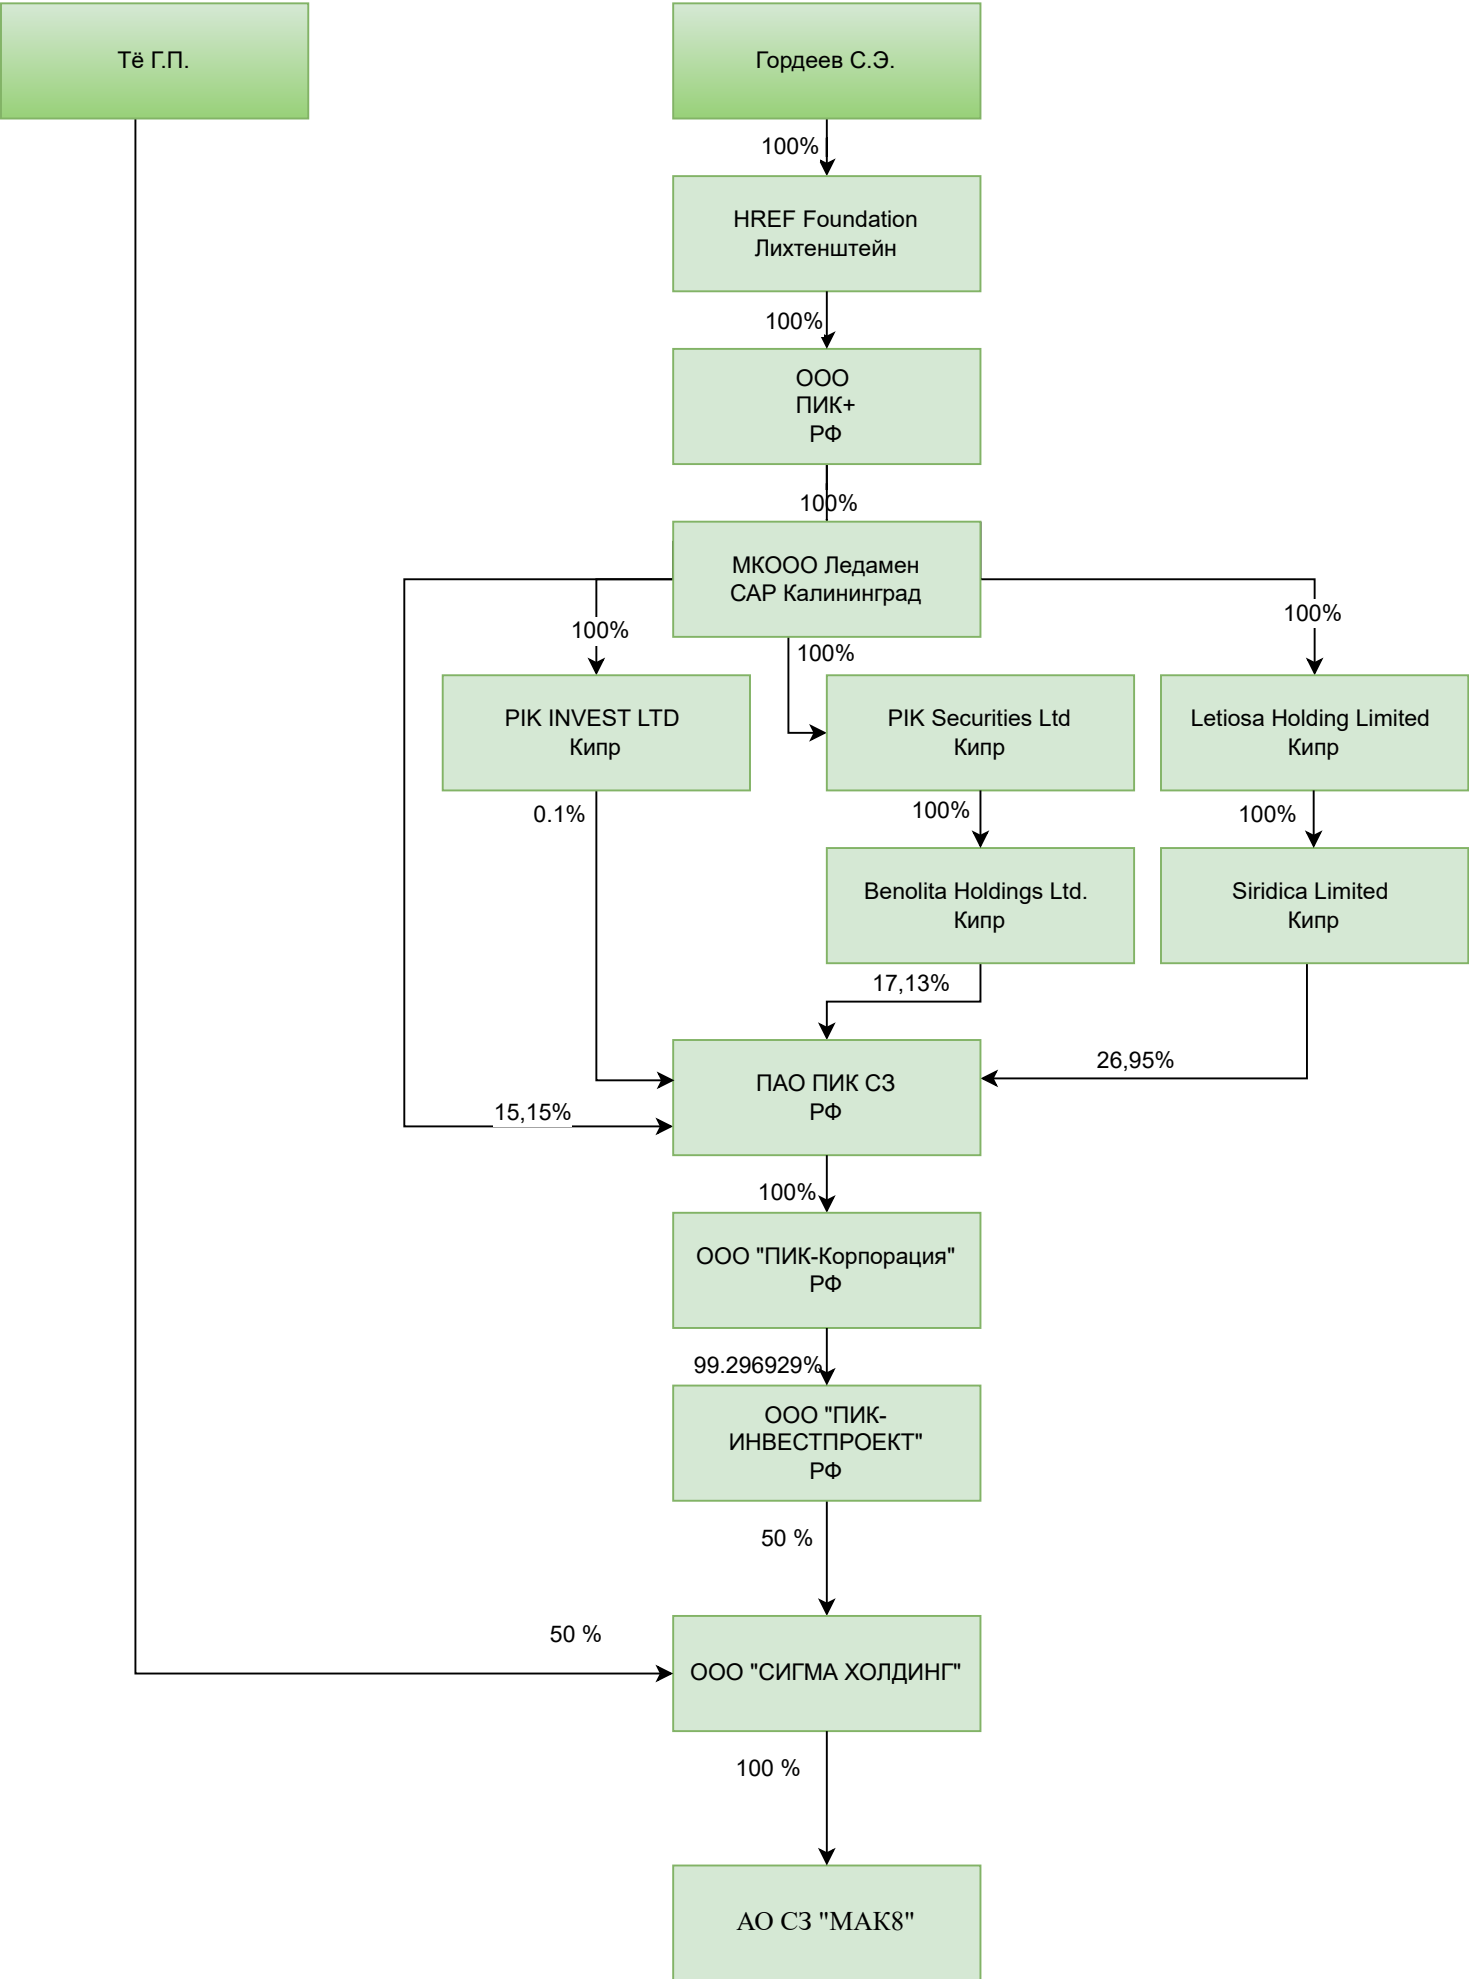 Тё Г.П.
Гордеев С.Э.
100%
HREF Foundation
Лихтенштейн
100%
ООО
ПИК+
РФ
100%
МКООО Ледамен
САР Калининград
100%
100%
100%
PIK INVEST LTD
Кипр
PIK Securities Ltd
Кипр
Letiosa Holding Limited
Кипр
0.1%
100%
100%
Benolita Holdings Ltd.
Кипр
Siridica Limited
Кипр
17,13%
26,95%
ПАО ПИК СЗ
РФ
15,15%
100%
ООО "ПИК-Корпорация"
РФ
99.296929%
ООО "ПИК-
ИНВЕСТПРОЕКТ"
РФ
50 %
50 %
ООО "СИГМА ХОЛДИНГ"
100 %
АО СЗ "МАК8"